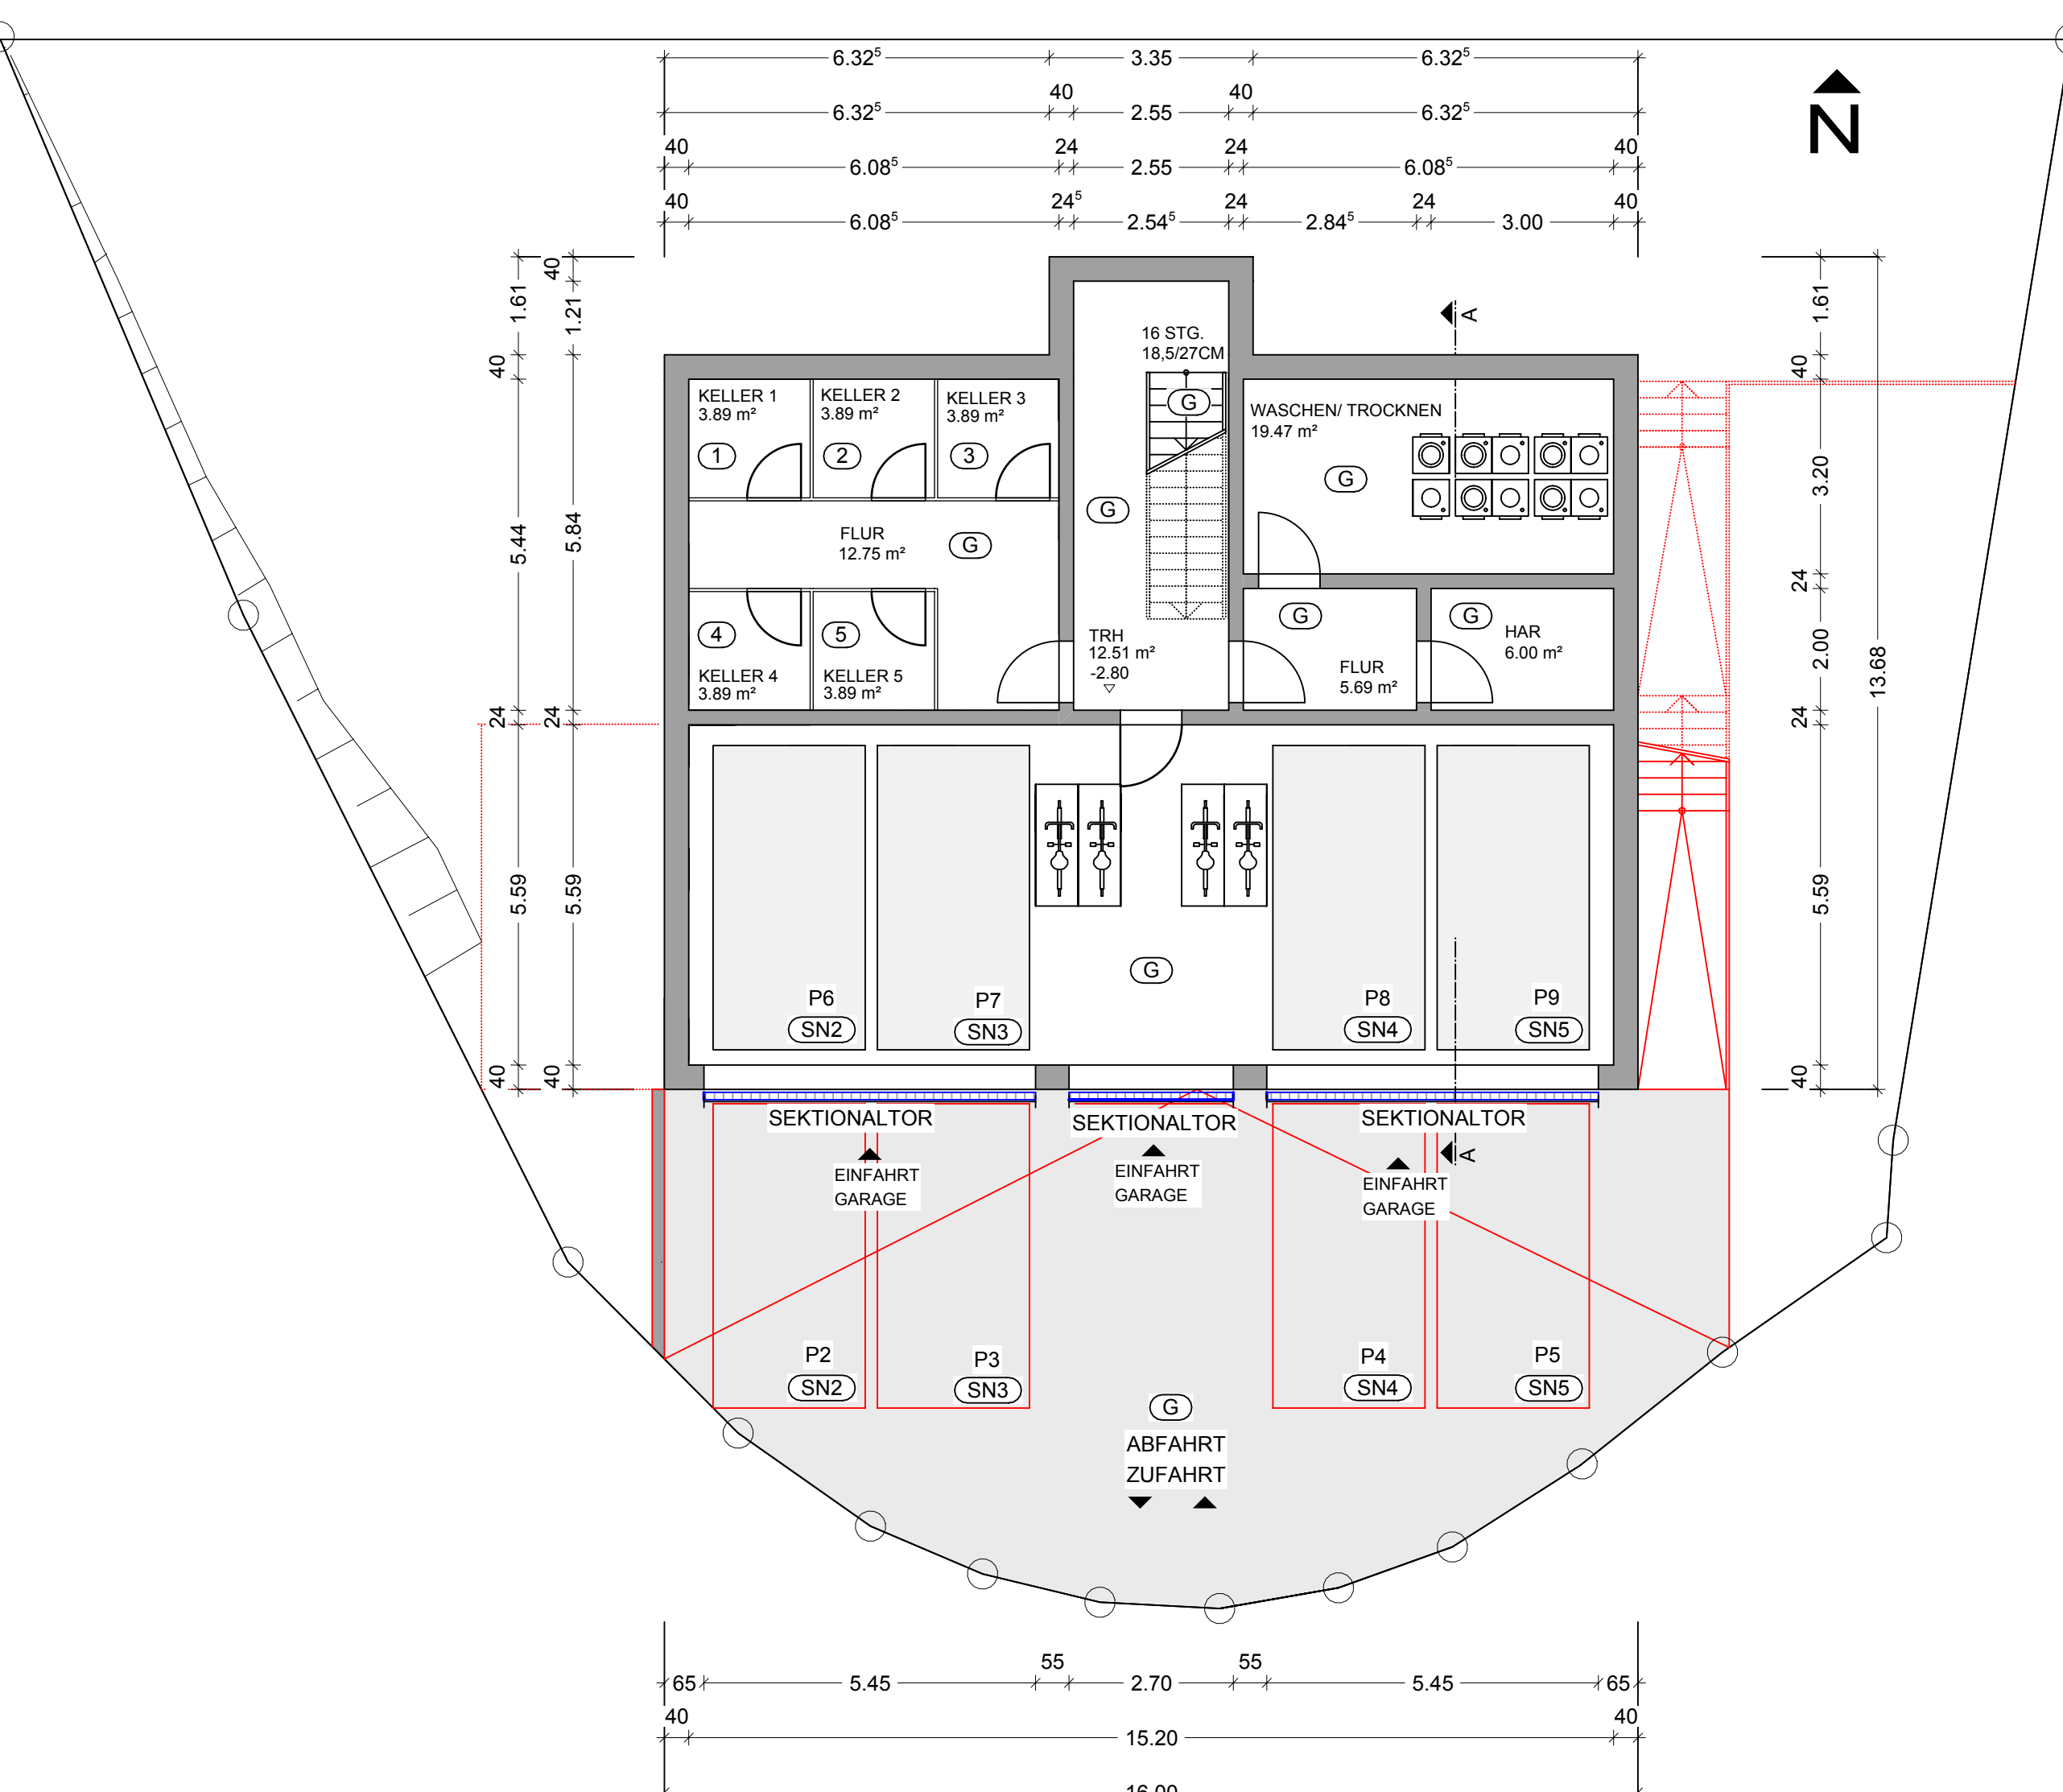 6.32⁵ 3.35 6.32⁵
40 40
6.32⁵ 2.55 6.32⁵
40 24 24 40
6.08⁵ 2.55 6.08⁵
40 24⁵ 24 24 40
6.08⁵ 2.54⁵ 2.84⁵ 3.00
N
1.61
40
5.44
24
5.59
40
40
1.21
5.84
24
5.59
40
1.61
40
3.20
24
2.00
24
5.59
40
13.68
A
16 STG.
18,5/27CM
G
KELLER 1
3.89 m²
1
KELLER 2
3.89 m²
2
KELLER 3
3.89 m²
3
WASCHEN/ TROCKNEN
19.47 m²
G
G
FLUR
12.75 m²
G
4
KELLER 4
3.89 m²
5
KELLER 5
3.89 m²
TRH
12.51 m²
-2.80
G
FLUR
5.69 m²
G
HAR
6.00 m²
G
P6
SN2
P7
SN3
P8
SN4
P9
SN5
SEKTIONALTOR
SEKTIONALTOR
SEKTIONALTOR
EINFAHRT
GARAGE
EINFAHRT
GARAGE
EINFAHRT
GARAGE
A
P2
SN2
P3
SN3
P4
SN4
P5
SN5
G
ABFAHRT
ZUFAHRT
55 55
65 5.45 2.70 5.45 65
40 40
15.20
16.00